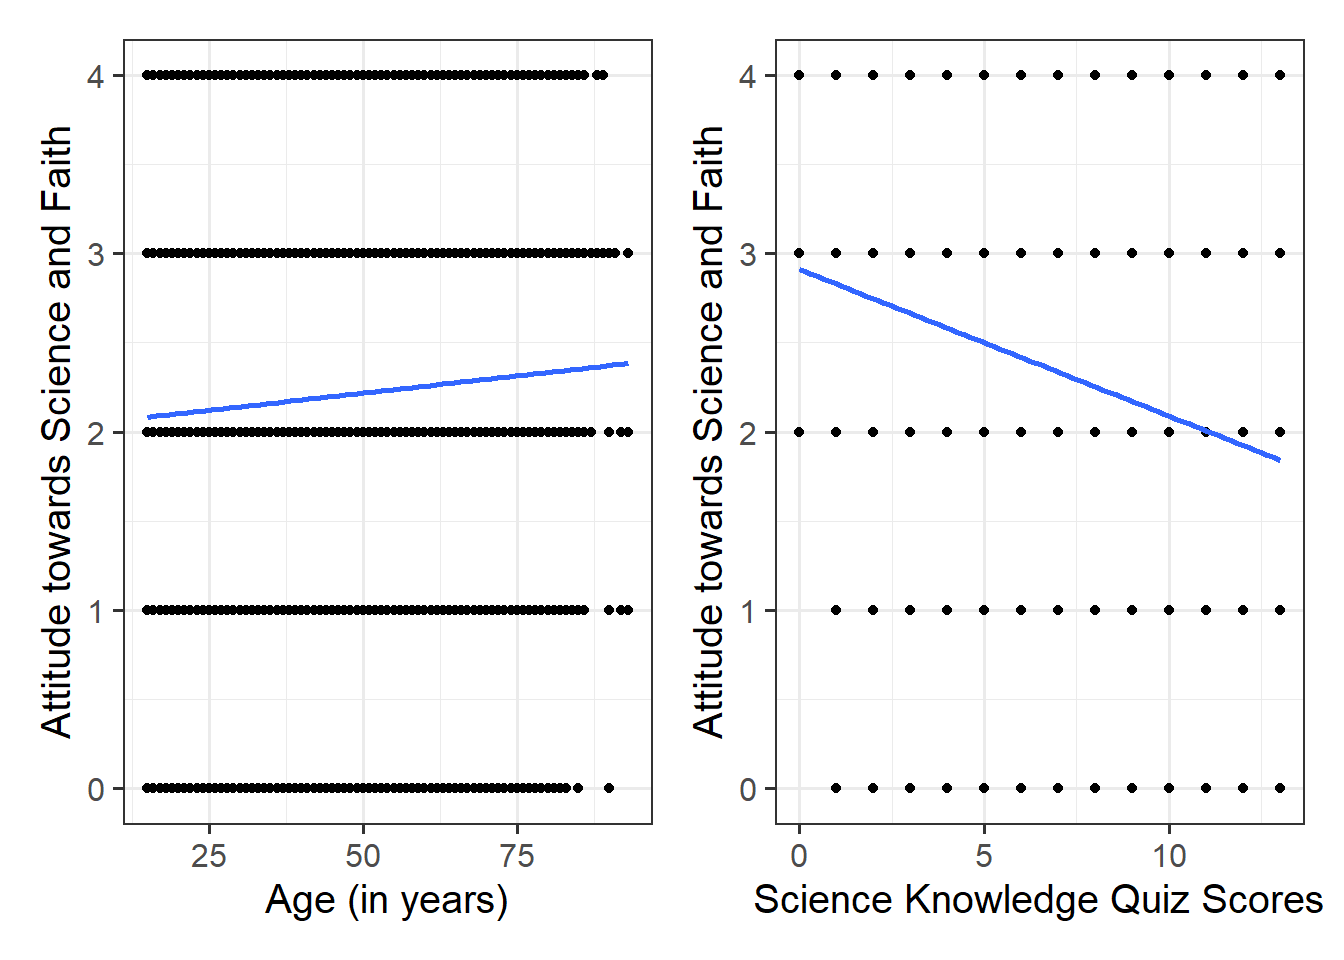 Attitude towards Science and Faith
4
3
2
1
0
25 50 75
Age (in years)
Attitude towards Science and Faith
4
3
2
1
0
0 5 10
Science Knowledge Quiz Scores